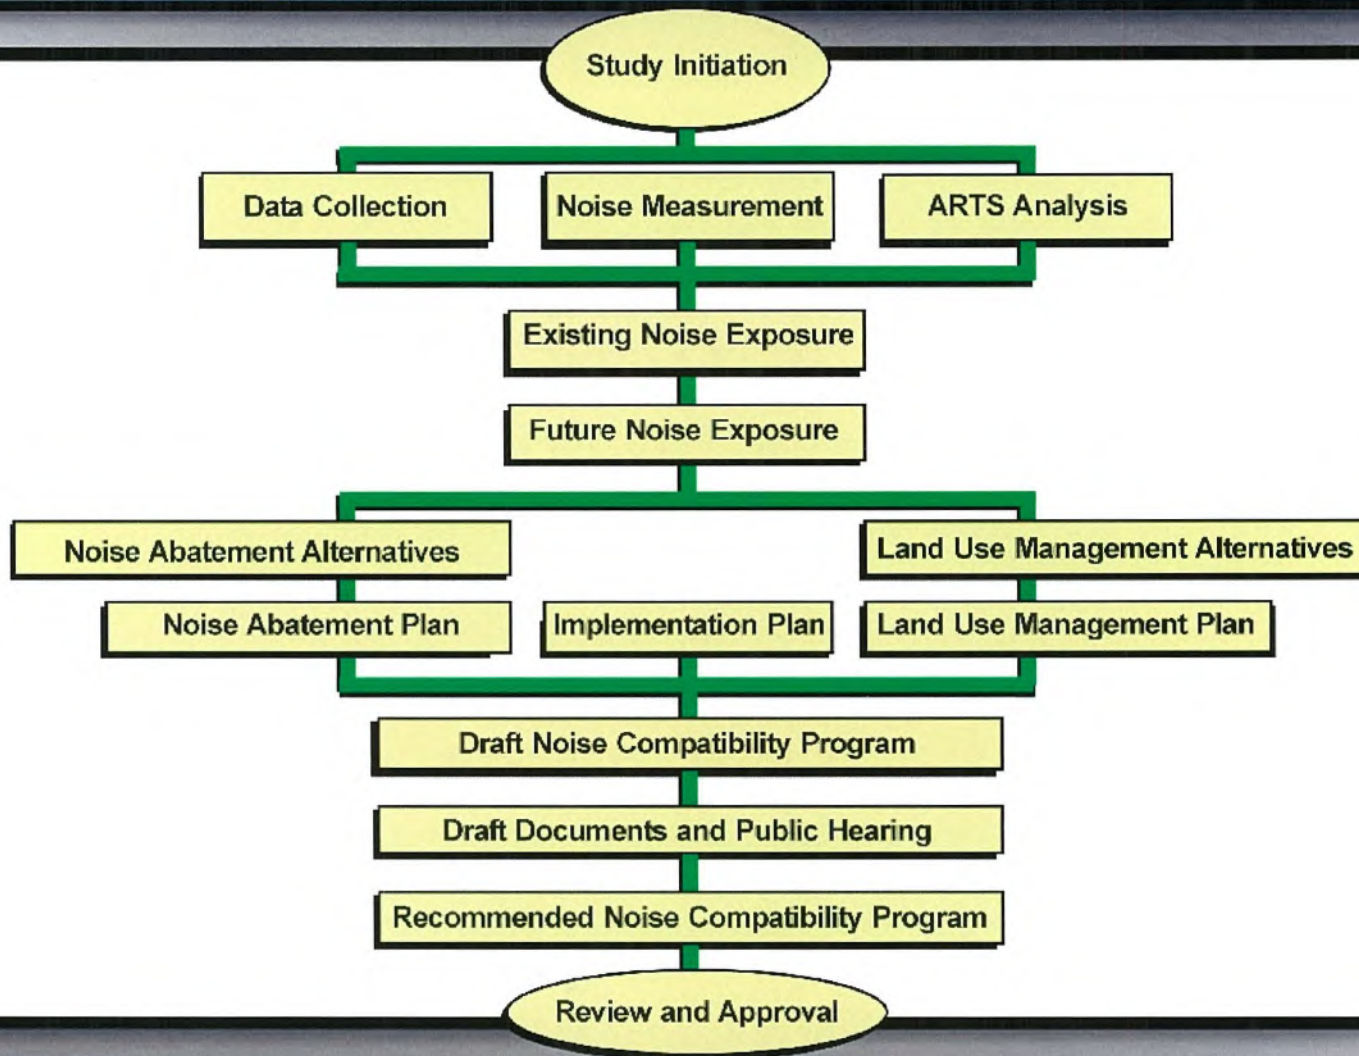 Study Initiation
Data Collection
Noise Measurement
ARTS Analysis
Existing Noise Exposure
Future Noise Exposure
Noise Abatement Alternatives
Land Use Management Alternatives
Noise Abatement Plan
Implementation Plan
Land Use Management Plan
Draft Noise Compatibility Program
Draft Documents and Public Hearing
Recommended Noise Compatibility Program
Review and Approval